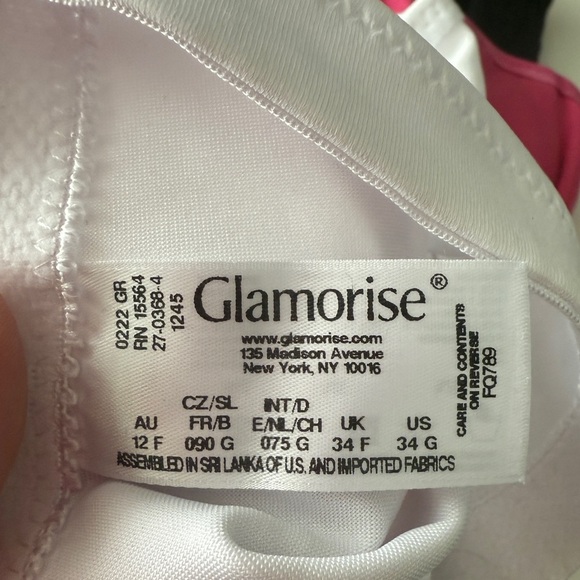 0222 GR
RN 15564
27-0368-4
1245
Glamorise®
www.glamorise.com
135 Madison Avenue
New York, NY 10016
CZ/SL INT/D
AU FR/B E/NL/CH UK US
12 F 090 G 075 G 34 F 34 G
ASSEMBLED IN SRI LANKA OF U.S. AND IMPORTED FABRICS
CARE AND CONTENTS
ON REVERSE
FQ789